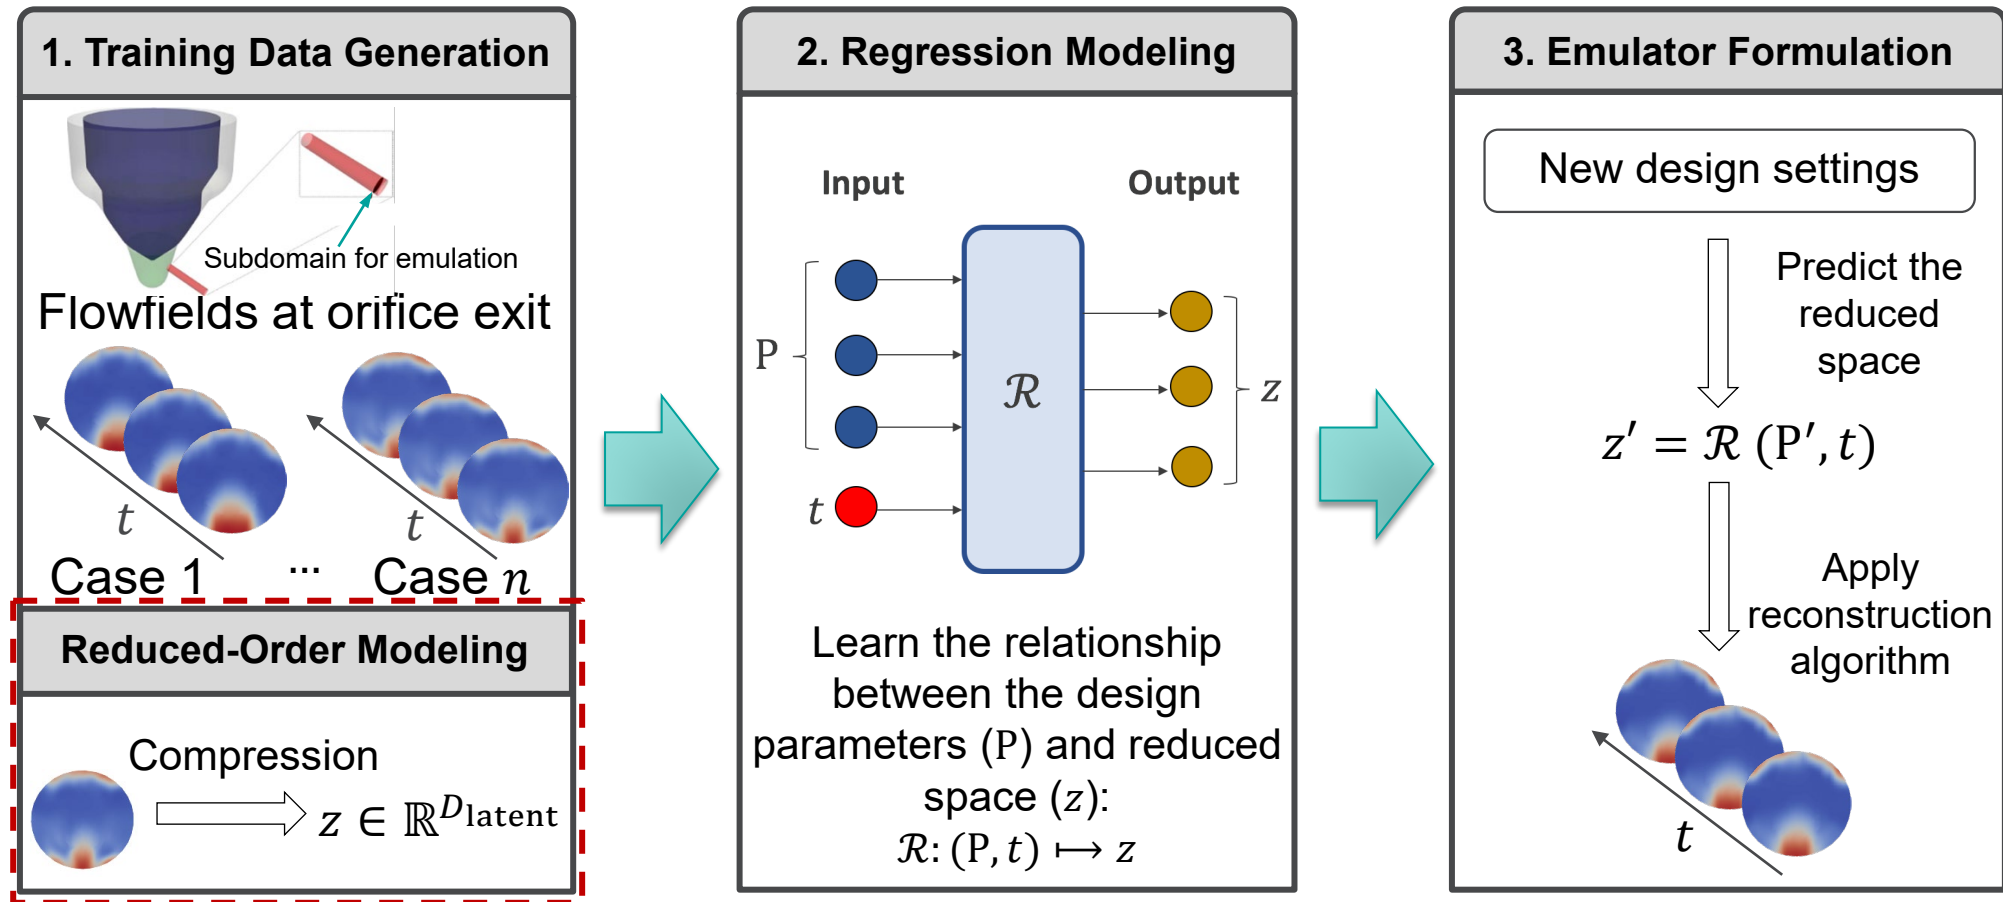 1. Training Data Generation
Subdomain for emulation
Flowfields at orifice exit
t
t
Case 1 ... Case n
Reduced-Order Modeling
Compression
z ∈ ℝ^{D_latent}
2. Regression Modeling
Input Output
P
ℛ
z
t
Learn the relationship
between the design
parameters (P) and reduced
space (z):
ℛ: (P, t) ⟼ z
3. Emulator Formulation
New design settings
Predict the
reduced
space
z′ = ℛ (P′, t)
Apply
reconstruction
algorithm
t